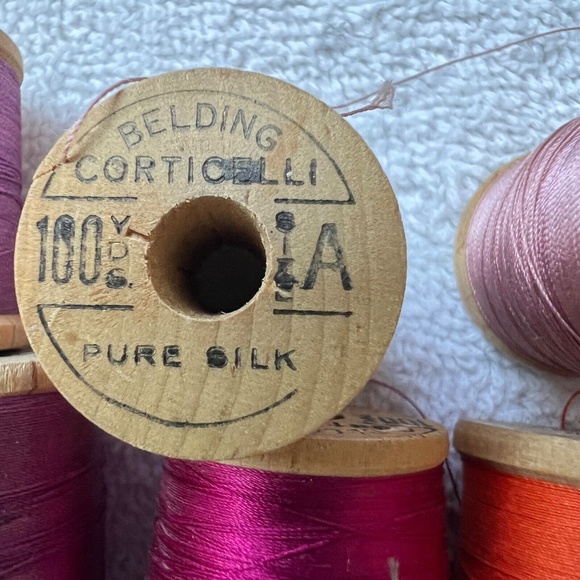 BELDING
CORTICELLI
100 YDS. SIZE A
PURE SILK